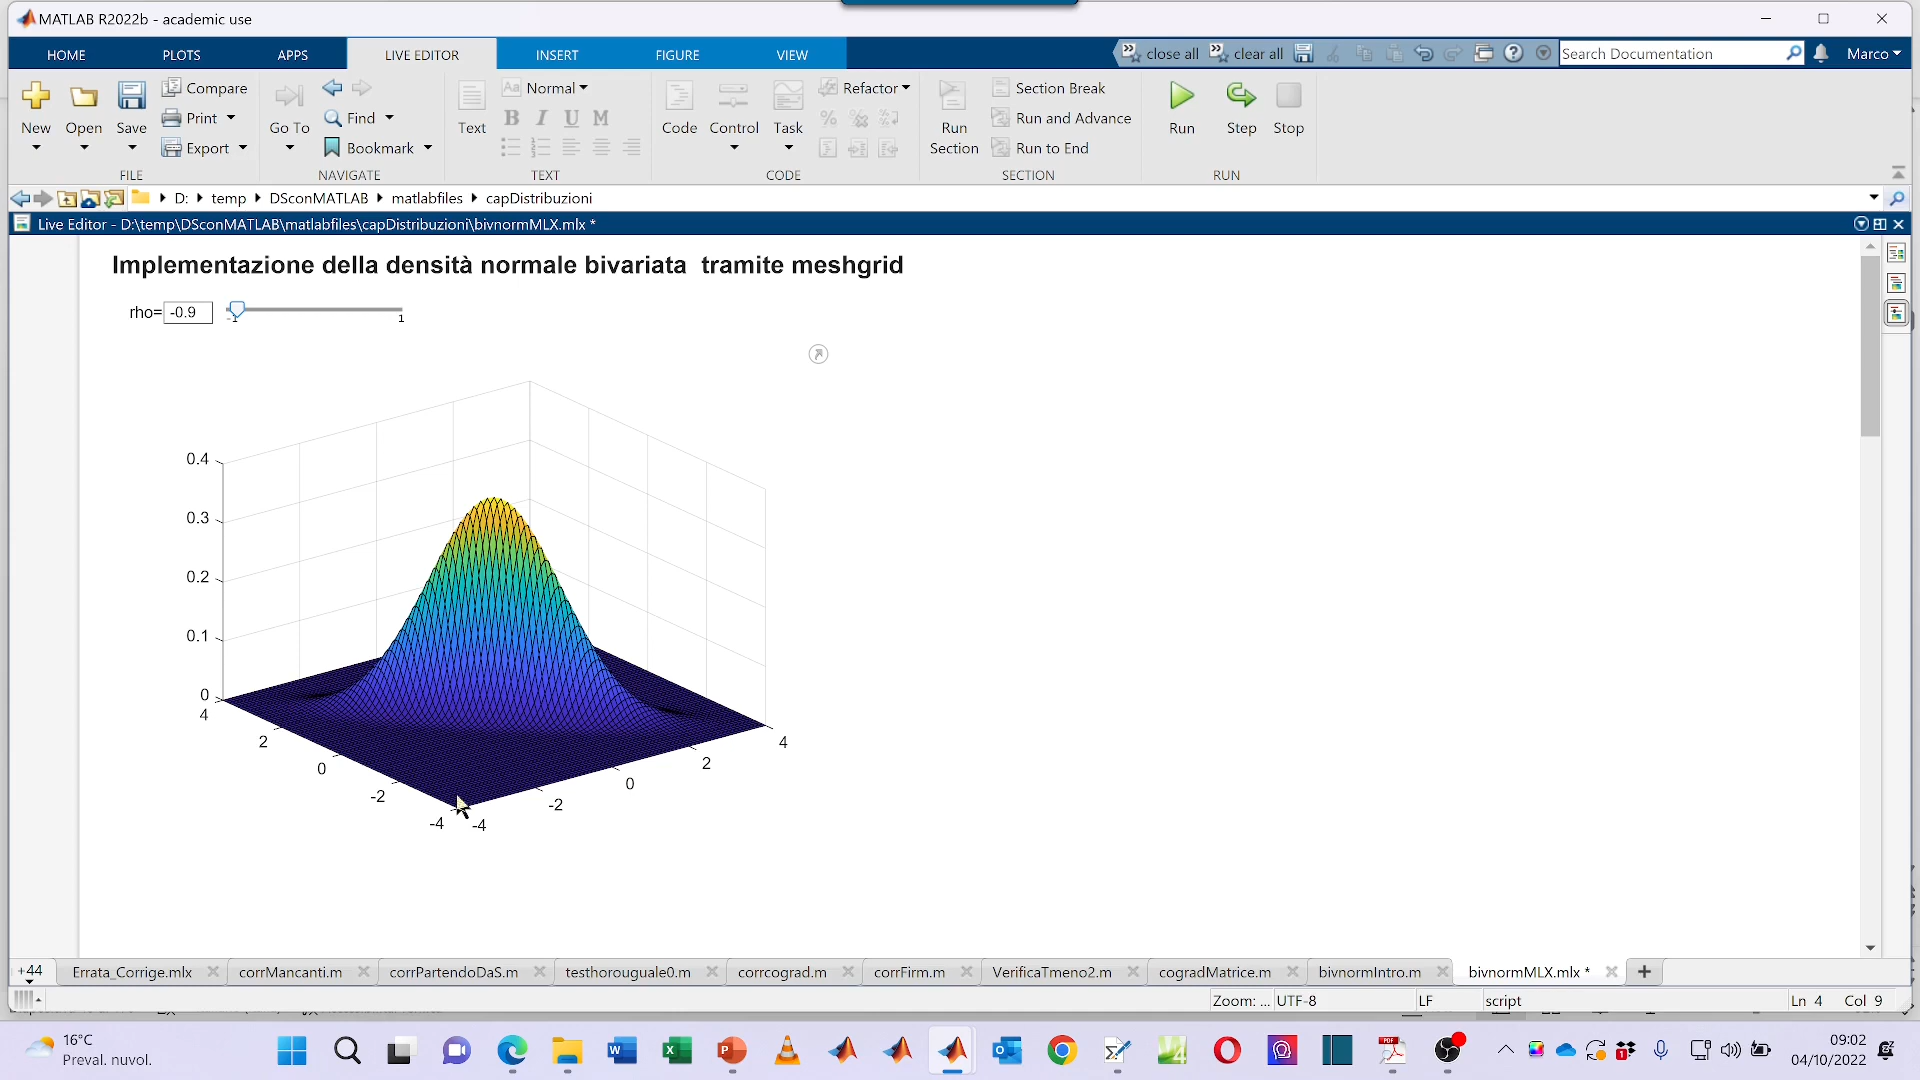 MATLAB R2022b - academic use
HOME PLOTS APPS LIVE EDITOR INSERT FIGURE VIEW close all clear all Search Documentation Marco
New Open Save Compare Print Export
FILE
Go To Find Bookmark
NAVIGATE
Text Aa Normal B I U M
TEXT
Code Control Task Refactor
CODE
Run Section Section Break Run and Advance Run to End
SECTION
Run Step Stop
RUN
D: temp DSconMATLAB matlabfiles capDistribuzioni
Live Editor - D:\temp\DSconMATLAB\matlabfiles\capDistribuzioni\bivnormMLX.mlx *
Implementazione della densità normale bivariata tramite meshgrid
rho= -0.9 -1 1
0.4
0.3
0.2
0.1
0
4 2 0 -2 -4
-4 -2 0 2 4
+44 Errata_Corrige.mlx corrMancanti.m corrPartendoDaS.m testhorouguale0.m corrcograd.m corrFirm.m VerificaTmeno2.m cogradMatrice.m bivnormIntro.m bivnormMLX.mlx *
Zoom: ... UTF-8 LF script Ln 4 Col 9
16°C
Preval. nuvol.
09:02
04/10/2022